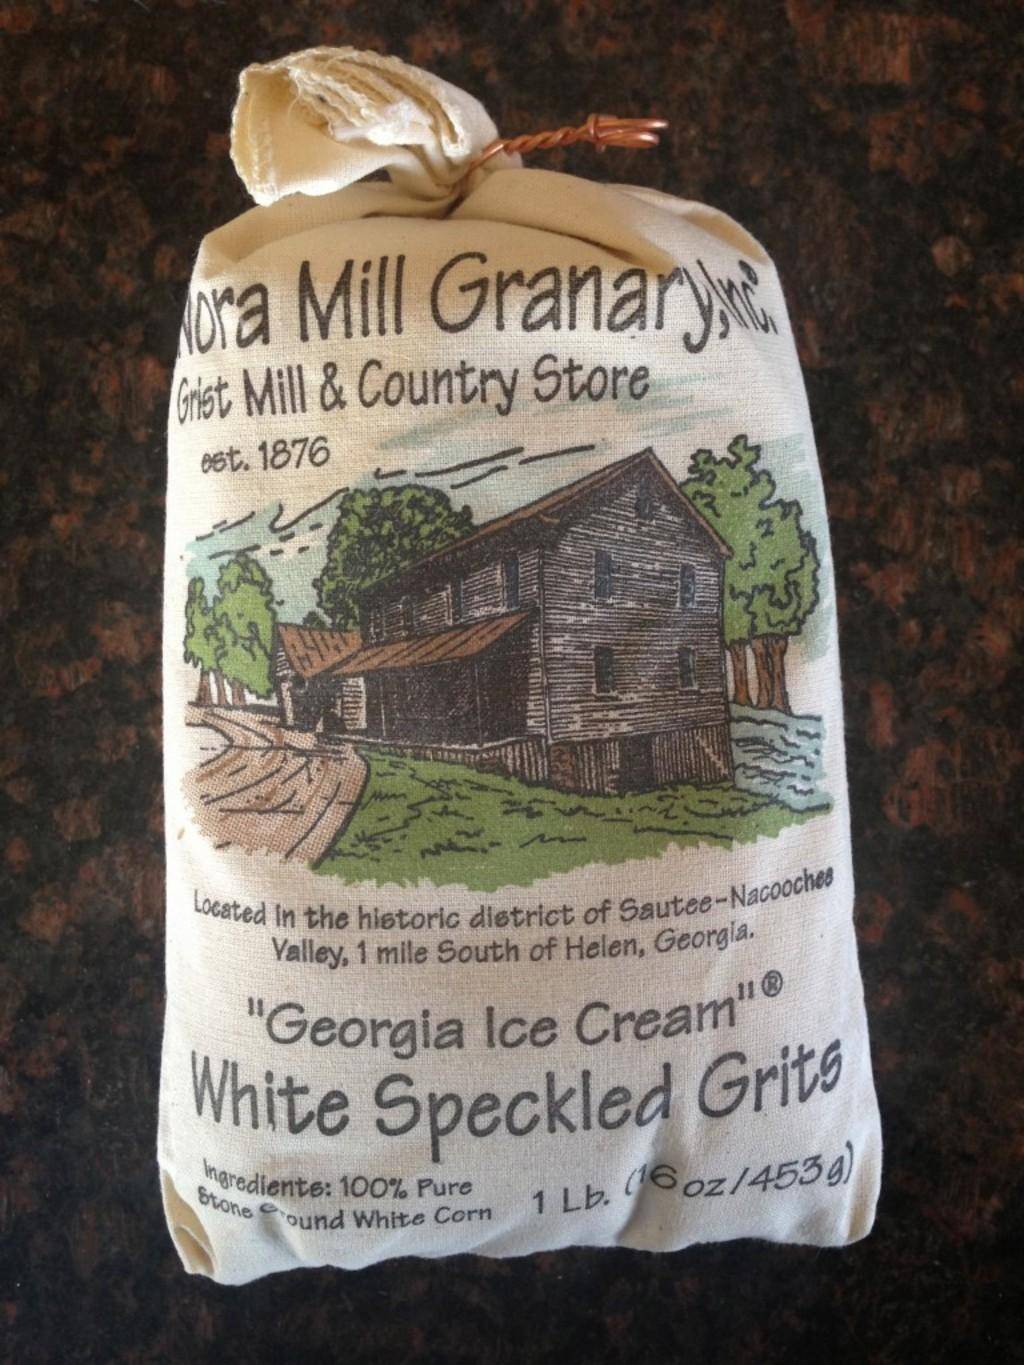 Nora Mill Granary, Inc.®
Grist Mill & Country Store
est. 1876
Located in the historic district of Sautee-Nacoochee
Valley, 1 mile South of Helen, Georgia.
"Georgia Ice Cream"®
White Speckled Grits
Ingredients: 100% Pure
Stone Ground White Corn
1 Lb. (16 oz/453g)